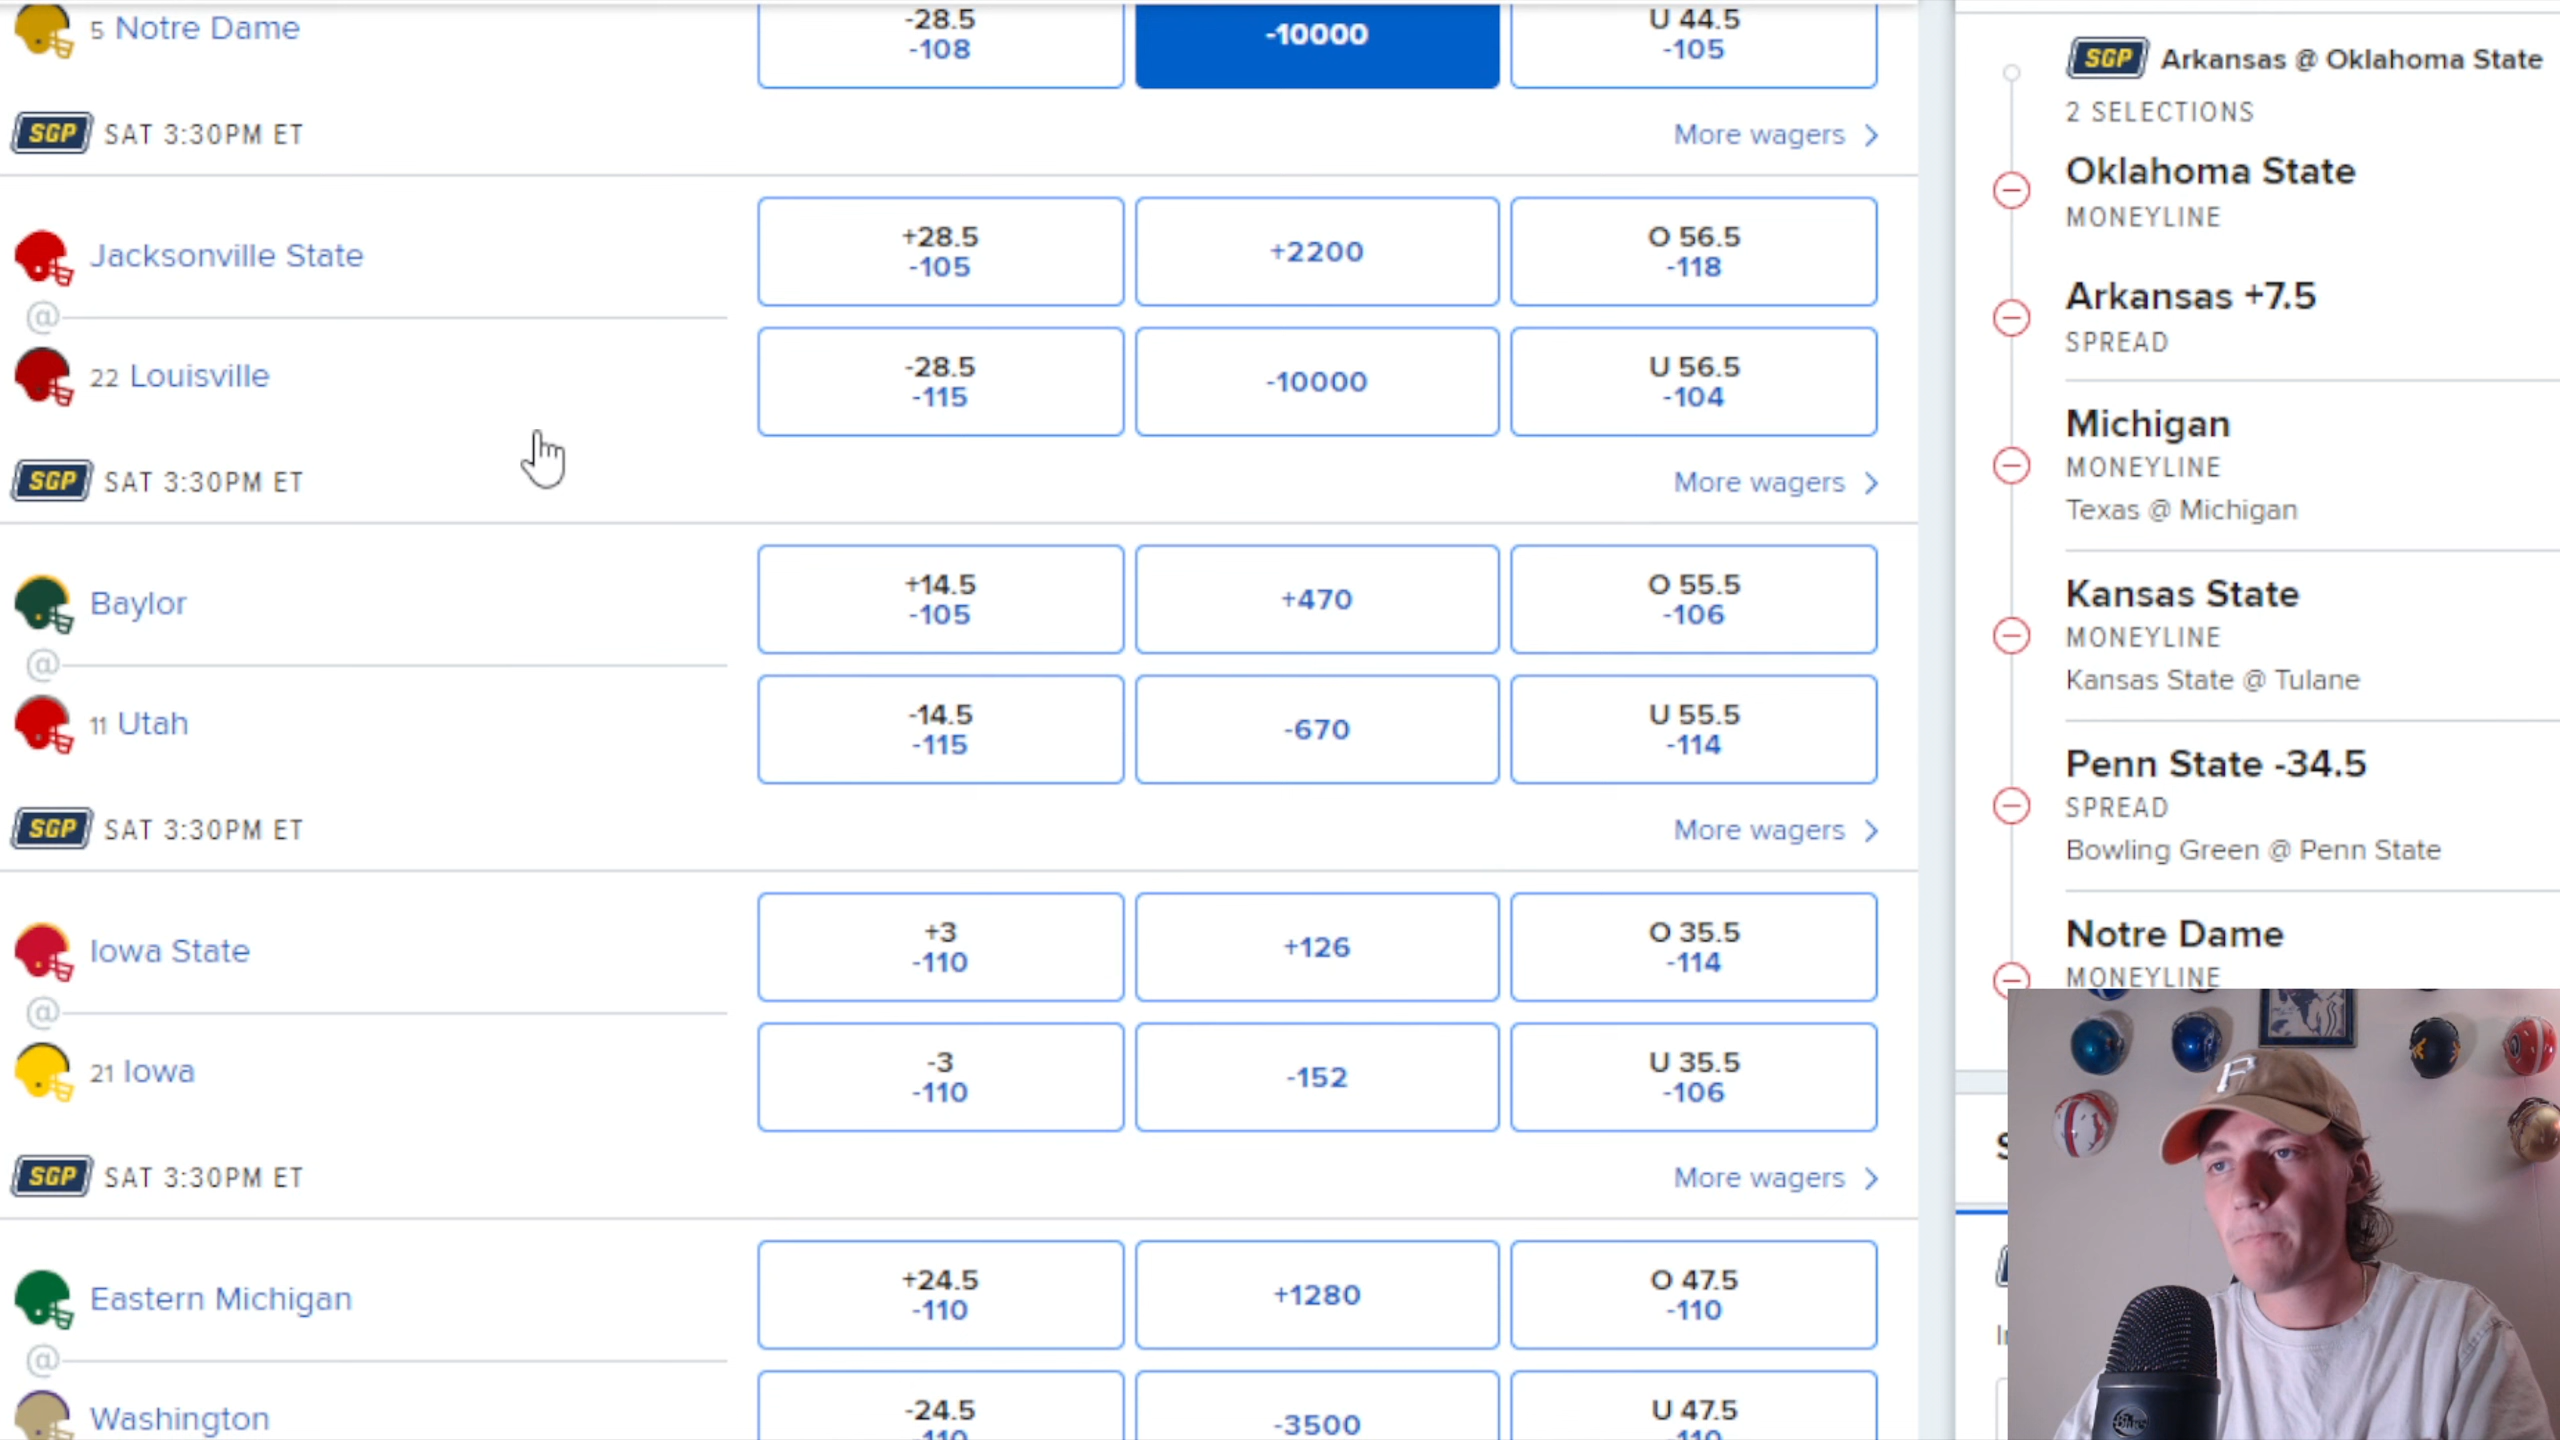 5 Notre Dame
-28.5
-108
-10000
U 44.5
-105
SGP SAT 3:30PM ET
More wagers
Jacksonville State
+28.5
-105
+2200
O 56.5
-118
@
22 Louisville
-28.5
-115
-10000
U 56.5
-104
SGP SAT 3:30PM ET
More wagers
Baylor
+14.5
-105
+470
O 55.5
-106
@
11 Utah
-14.5
-115
-670
U 55.5
-114
SGP SAT 3:30PM ET
More wagers
Iowa State
+3
-110
+126
O 35.5
-114
@
21 Iowa
-3
-110
-152
U 35.5
-106
SGP SAT 3:30PM ET
More wagers
Eastern Michigan
+24.5
-110
+1280
O 47.5
-110
@
Washington
-24.5
-110
-3500
U 47.5
-110
SGP Arkansas @ Oklahoma State
2 SELECTIONS
Oklahoma State
MONEYLINE
Arkansas +7.5
SPREAD
Michigan
MONEYLINE
Texas @ Michigan
Kansas State
MONEYLINE
Kansas State @ Tulane
Penn State -34.5
SPREAD
Bowling Green @ Penn State
Notre Dame
MONEYLINE
P